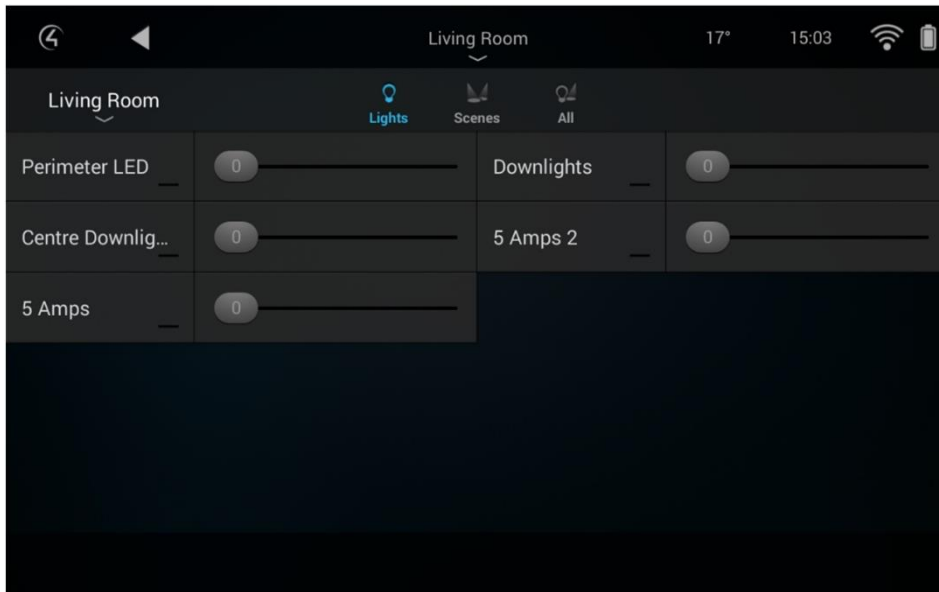 Living Room 17° 15:03
Living Room
Lights Scenes All
Perimeter LED 0 Downlights 0
Centre Downlig... 0 5 Amps 2 0
5 Amps 0